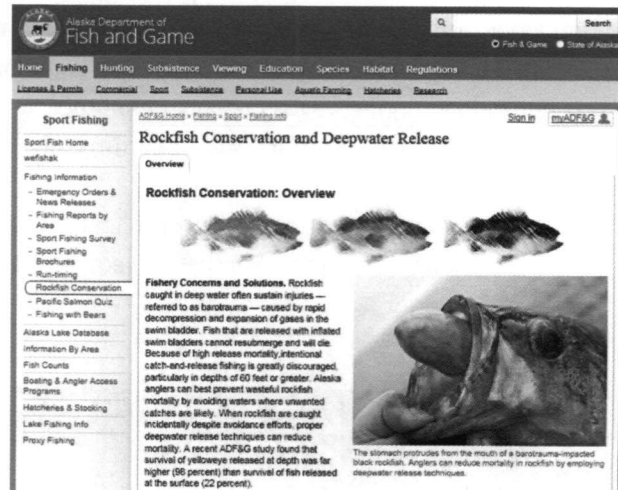 Alaska Department of
Fish and Game
Search
Fish & Game State of Alaska
Home Fishing Hunting Subsistence Viewing Education Species Habitat Regulations
Licenses & Permits Commercial Sport Subsistence Personal Use Aquatic Farming Hatcheries Research
Sport Fishing
Sport Fish Home
wefishak
Fishing Information
- Emergency Orders &
News Releases
- Fishing Reports by
Area
- Sport Fishing Survey
- Sport Fishing
Brochures
- Run-timing
Rockfish Conservation
- Pacific Salmon Quiz
- Fishing with Bears
Alaska Lake Database
Information By Area
Fish Counts
Boating & Angler Access
Programs
Hatcheries & Stocking
Lake Fishing Info
Proxy Fishing
ADF&G Home » Fishing » Sport » Fishing Info
Sign in myADF&G
Rockfish Conservation and Deepwater Release
Overview
Rockfish Conservation: Overview
Fishery Concerns and Solutions. Rockfish
caught in deep water often sustain injuries —
referred to as barotrauma — caused by rapid
decompression and expansion of gases in the
swim bladder. Fish that are released with inflated
swim bladders cannot resubmerge and will die.
Because of high release mortality,intentional
catch-and-release fishing is greatly discouraged,
particularly in depths of 60 feet or greater. Alaska
anglers can best prevent wasteful rockfish
mortality by avoiding waters where unwanted
catches are likely. When rockfish are caught
incidentally despite avoidance efforts, proper
deepwater release techniques can reduce
mortality. A recent ADF&G study found that
survival of yelloweye released at depth was far
higher (98 percent) than survival of fish released
at the surface (22 percent).
The stomach protrudes from the mouth of a barotrauma-impacted
black rockfish. Anglers can reduce mortality in rockfish by employing
deepwater release techniques.